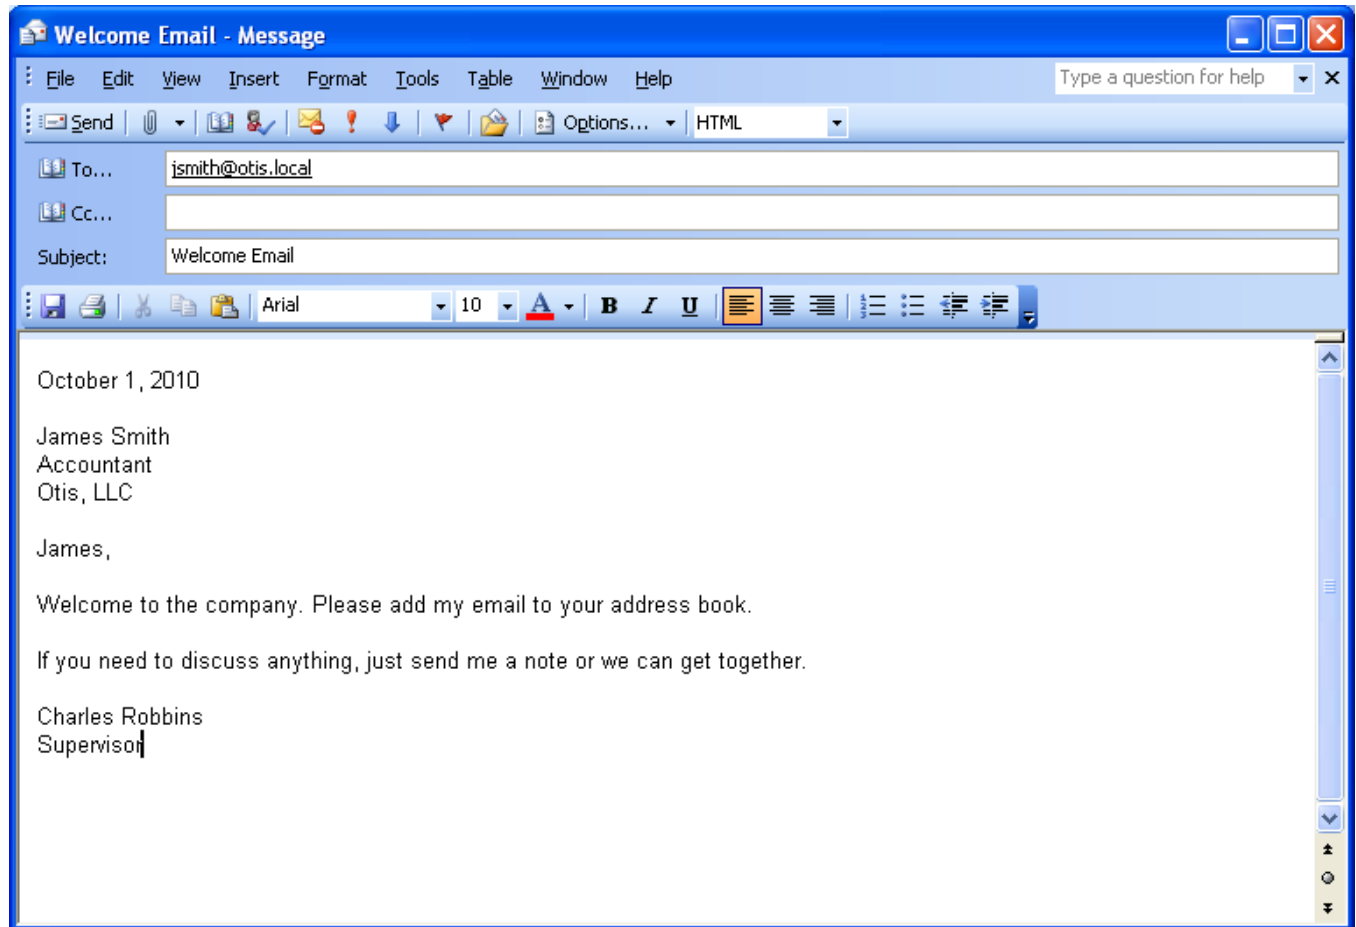 Welcome Email - Message
File Edit View Insert Format Tools Table Window Help Type a question for help
Send Options... HTML
To... jsmith@otis.local
Cc...
Subject: Welcome Email
Arial 10 A B I U
October 1, 2010
James Smith
Accountant
Otis, LLC
James,
Welcome to the company. Please add my email to your address book.
If you need to discuss anything, just send me a note or we can get together.
Charles Robbins
Supervisor